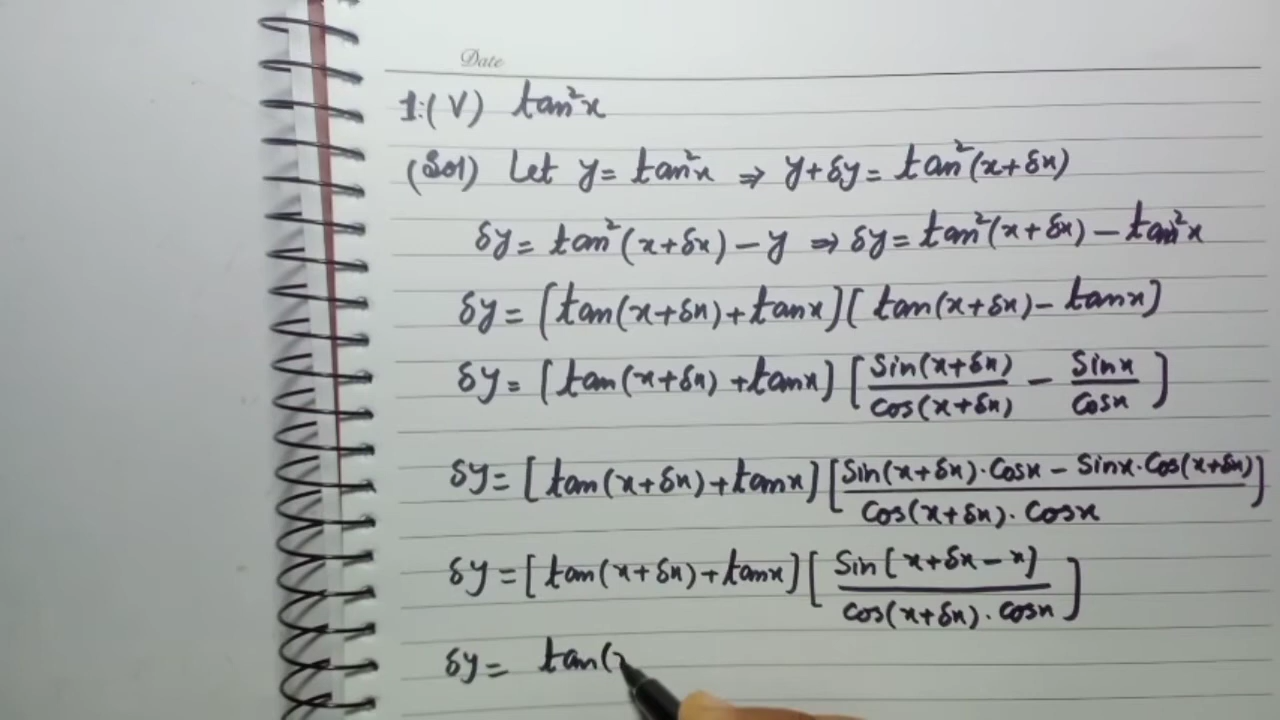 Date
1:(V) tan²x
(Sol) Let y = tan²x ⇒ y+δy = tan²(x+δx)
δy = tan²(x+δx) − y ⇒ δy = tan²(x+δx) − tan²x
δy = [tan(x+δx)+tanx][tan(x+δx) − tanx]
δy = [tan(x+δx) + tanx][Sin(x+δx)/cos(x+δx) − Sinx/Cosx]
δy = [tan(x+δx)+tanx][Sin(x+δx)·Cosx − Sinx·Cos(x+δx)/Cos(x+δx)·Cosx]
δy = [tan(x+δx)+tanx][Sin[x+δx−x]/cos(x+δx)·Cosx]
δy = tan(